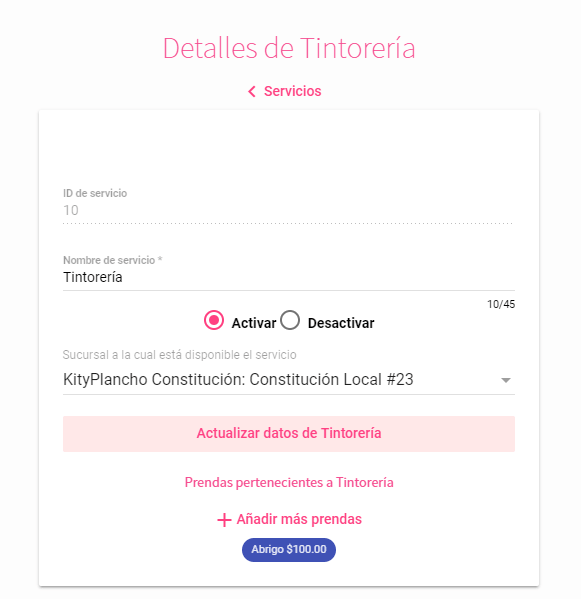 Detalles de Tintorería
Servicios
ID de servicio
10
Nombre de servicio *
Tintorería
10/45
Activar Desactivar
Sucursal a la cual está disponible el servicio
KityPlancho Constitución: Constitución Local #23
Actualizar datos de Tintorería
Prendas pertenecientes a Tintorería
Añadir más prendas
Abrigo $100.00